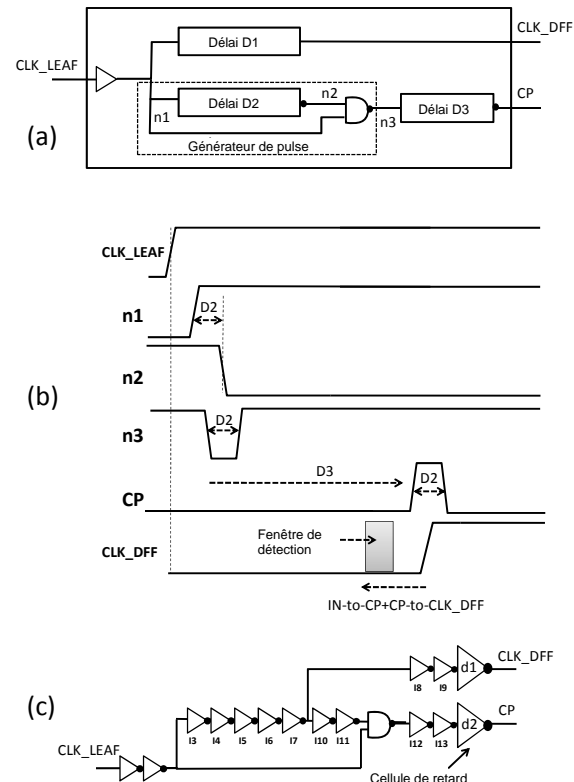 CLK_LEAF
Délai D1
CLK_DFF
n1
Délai D2
n2
n3
Délai D3
CP
Générateur de pulse
(a)
CLK_LEAF
n1
D2
n2
n3
D2
D3
CP
D2
CLK_DFF
Fenêtre de
détection
IN-to-CP+CP-to-CLK_DFF
(b)
(c)
CLK_LEAF
I3
I4
I5
I6
I7
I10
I11
I8
I9
d1
CLK_DFF
I12
I13
d2
CP
Cellule de retard